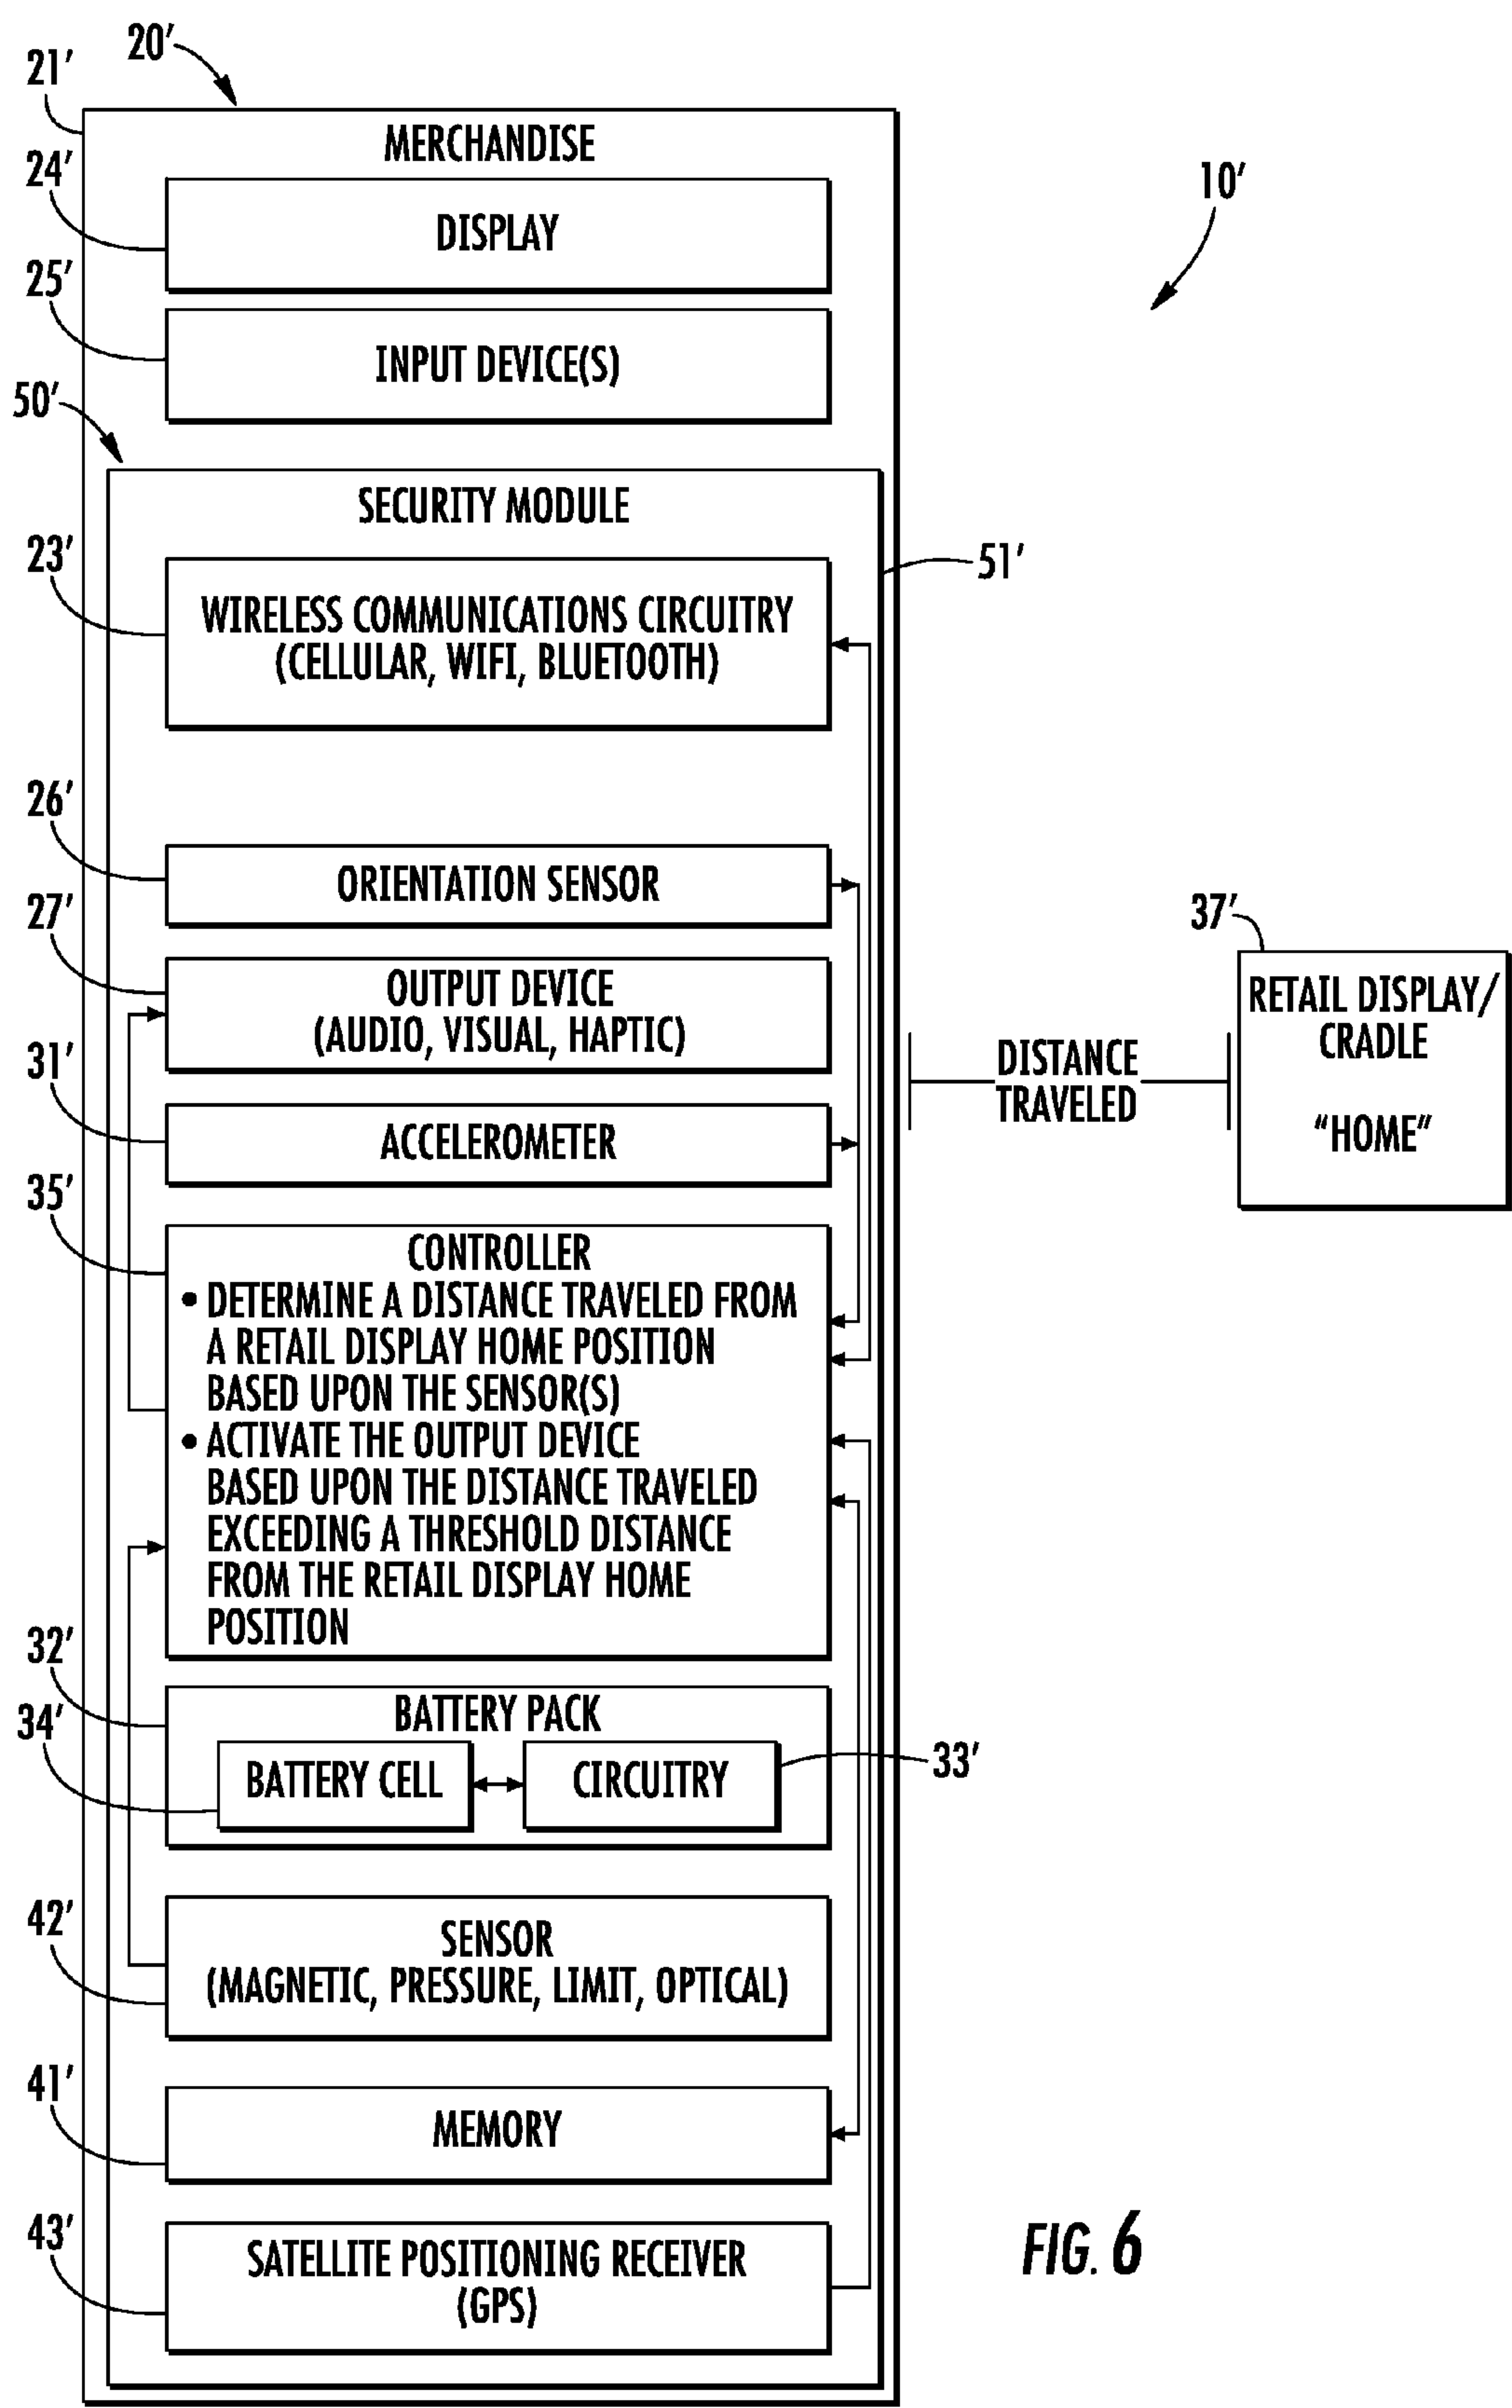 20′
21′
MERCHANDISE
24′
DISPLAY
10′
25′
INPUT DEVICE(S)
50′
SECURITY MODULE
23′
51′
WIRELESS COMMUNICATIONS CIRCUITRY
(CELLULAR, WIFI, BLUETOOTH)
26′
ORIENTATION SENSOR
27′
OUTPUT DEVICE
(AUDIO, VISUAL, HAPTIC)
37′
RETAIL DISPLAY/
CRADLE
“HOME”
DISTANCE
TRAVELED
31′
ACCELEROMETER
35′
CONTROLLER
• DETERMINE A DISTANCE TRAVELED FROM
A RETAIL DISPLAY HOME POSITION
BASED UPON THE SENSOR(S)
• ACTIVATE THE OUTPUT DEVICE
BASED UPON THE DISTANCE TRAVELED
EXCEEDING A THRESHOLD DISTANCE
FROM THE RETAIL DISPLAY HOME
POSITION
32′
BATTERY PACK
34′
BATTERY CELL
CIRCUITRY
33′
42′
SENSOR
(MAGNETIC, PRESSURE, LIMIT, OPTICAL)
41′
MEMORY
43′
SATELLITE POSITIONING RECEIVER
(GPS)
FIG. 6